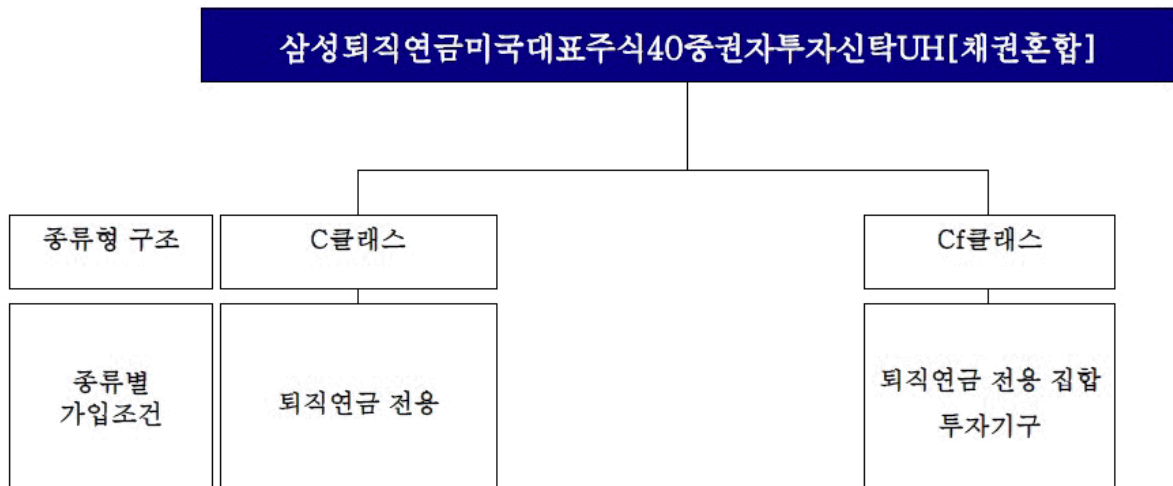 삼성퇴직연금미국대표주식40증권자투자신탁UH[채권혼합]
종류형 구조
C클래스
Cf클래스
종류별
가입조건
퇴직연금 전용
퇴직연금 전용 집합
투자기구